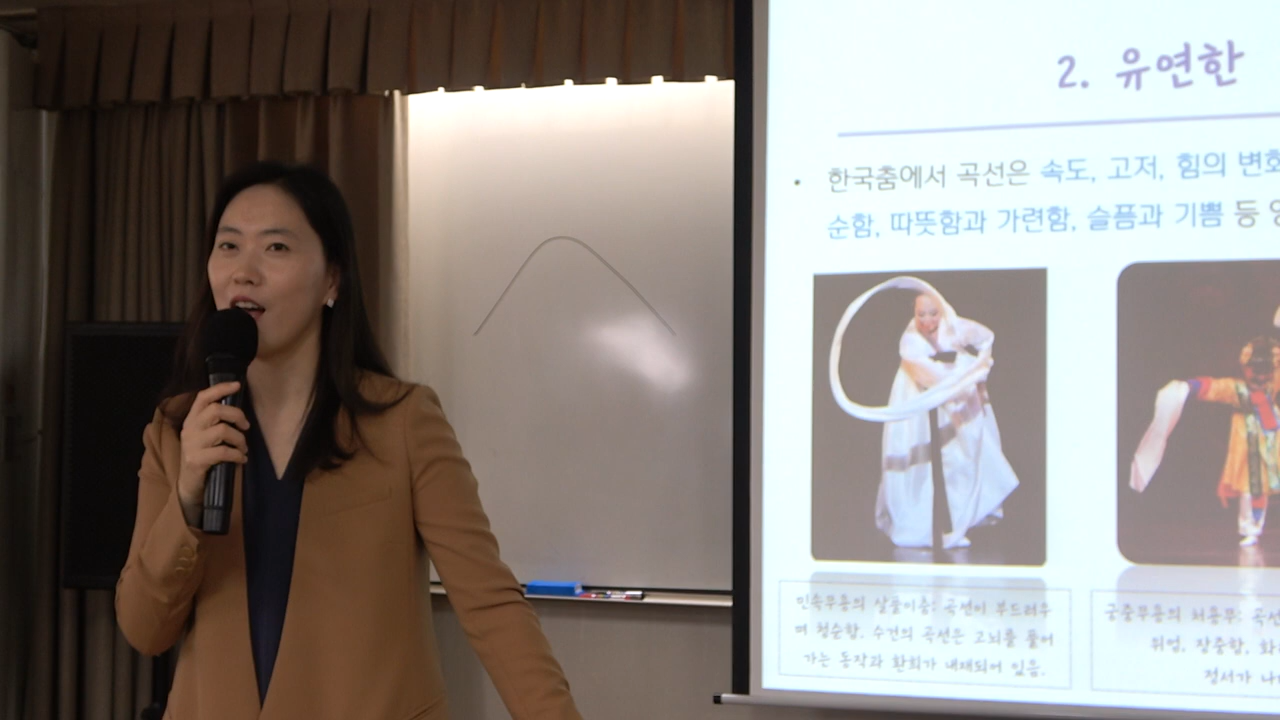 2. 유연한
• 한국춤에서 곡선은 속도, 고저, 힘의 변화
순함, 따뜻함과 가련함, 슬픔과 기쁨 등
민속무용의 살풀이춤: 곡선이 부드러우
며 청순함. 수건의 곡선은 고뇌를 풀어
가는 동작과 환희가 내재되어 있음.
궁중무용의 처용무: 곡선
위엄, 장중함,
정서가